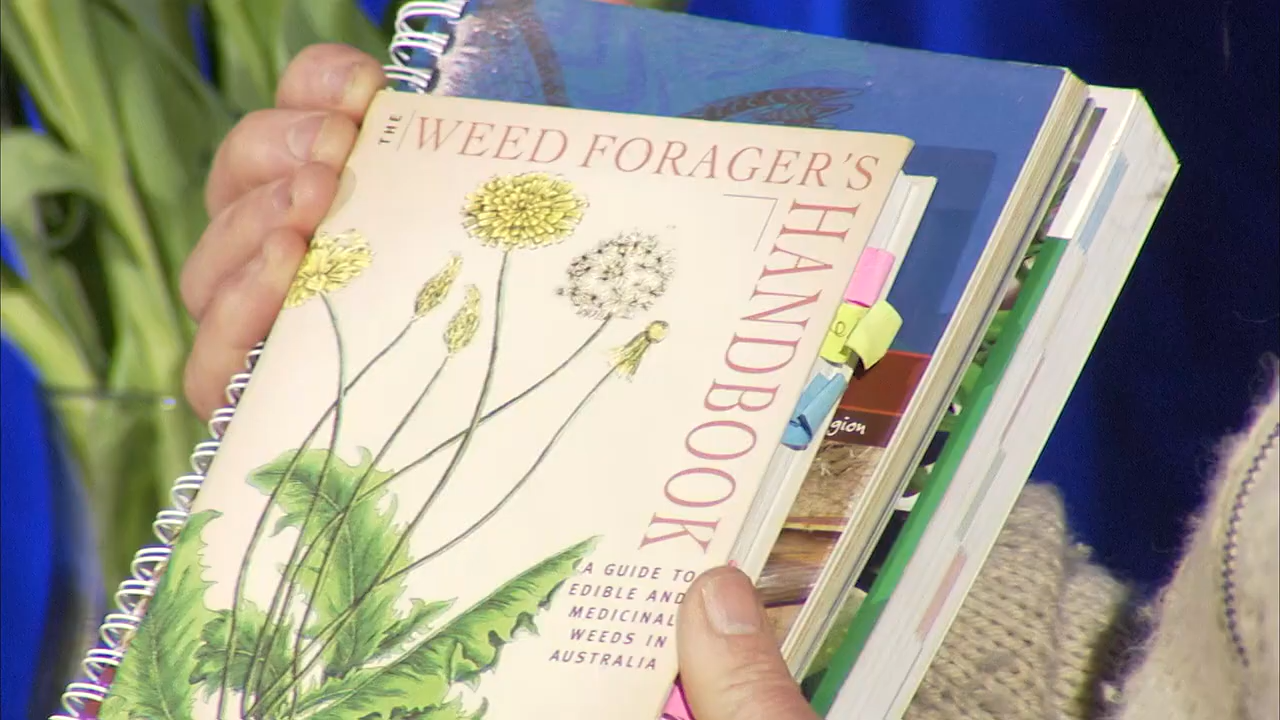 THE WEED FORAGER'S
HANDBOOK
A GUIDE TO
EDIBLE AND
MEDICINAL
WEEDS IN
AUSTRALIA
gion